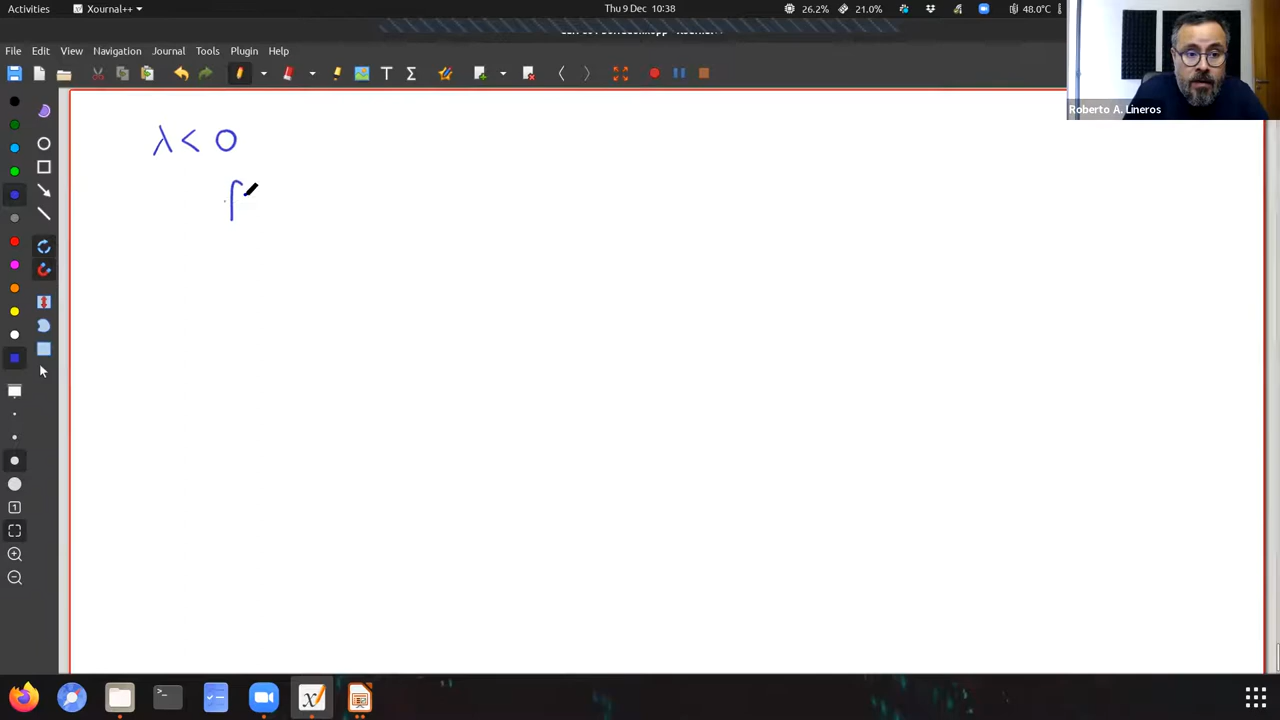 Activities Xournal++ Thu 9 Dec 10:38 26.2% 21.0% 48.0°C
File Edit View Navigation Journal Tools Plugin Help
Roberto A. Lineros
λ < 0
f